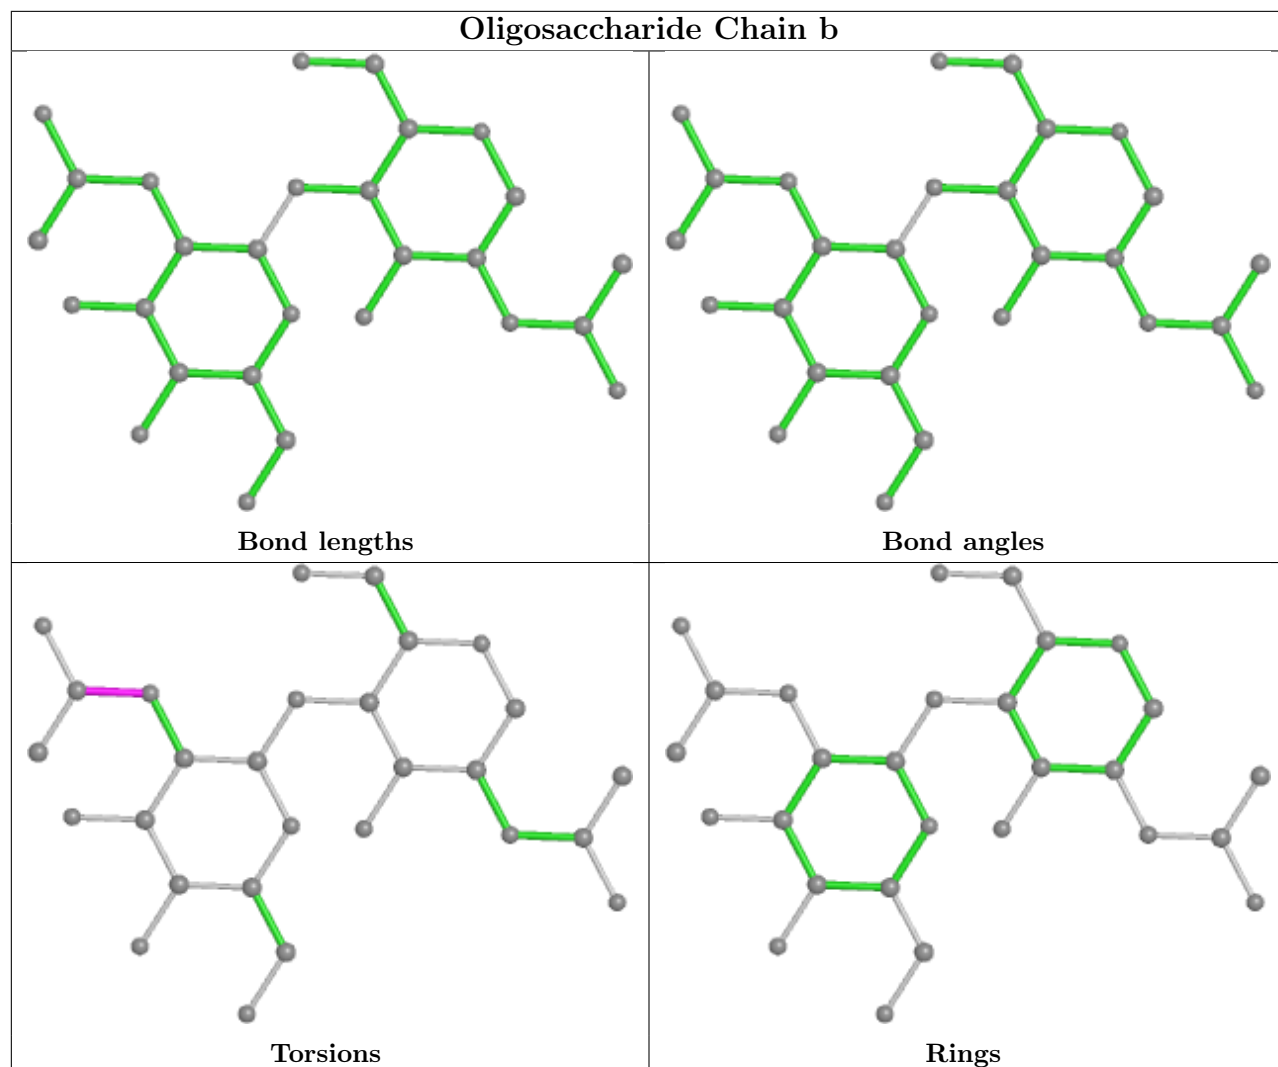 Oligosaccharide Chain b
Bond lengths
Bond angles
Torsions
Rings